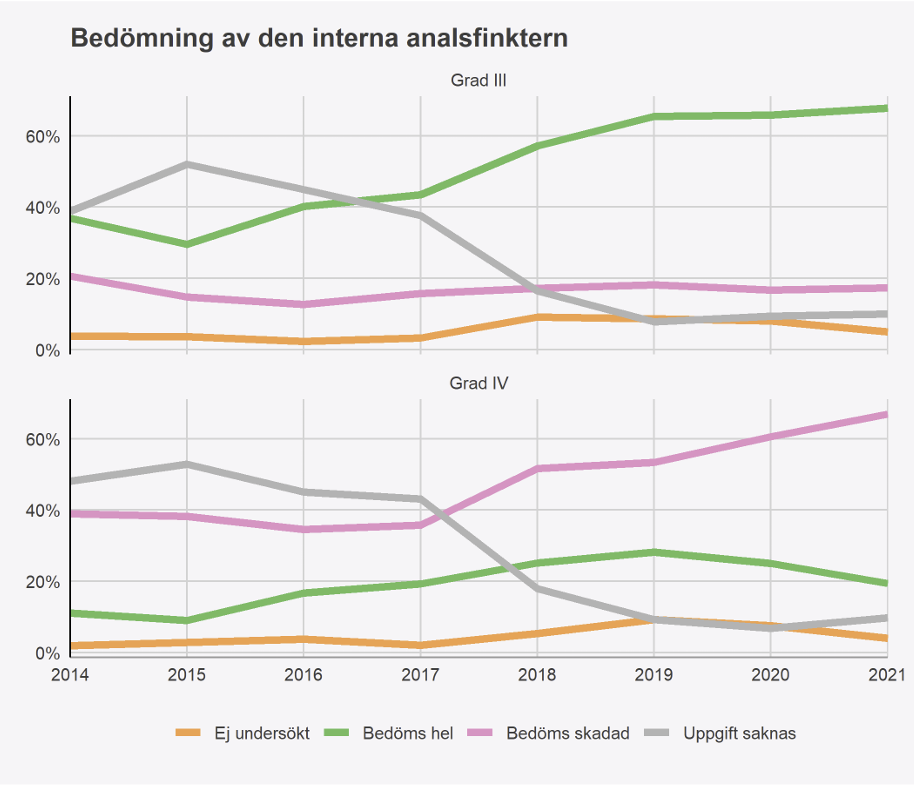 Bedömning av den interna analsfinktern
Grad III
60%
40%
20%
0%
Grad IV
60%
40%
20%
0%
2014 2015 2016 2017 2018 2019 2020 2021
Ej undersökt Bedöms hel Bedöms skadad Uppgift saknas